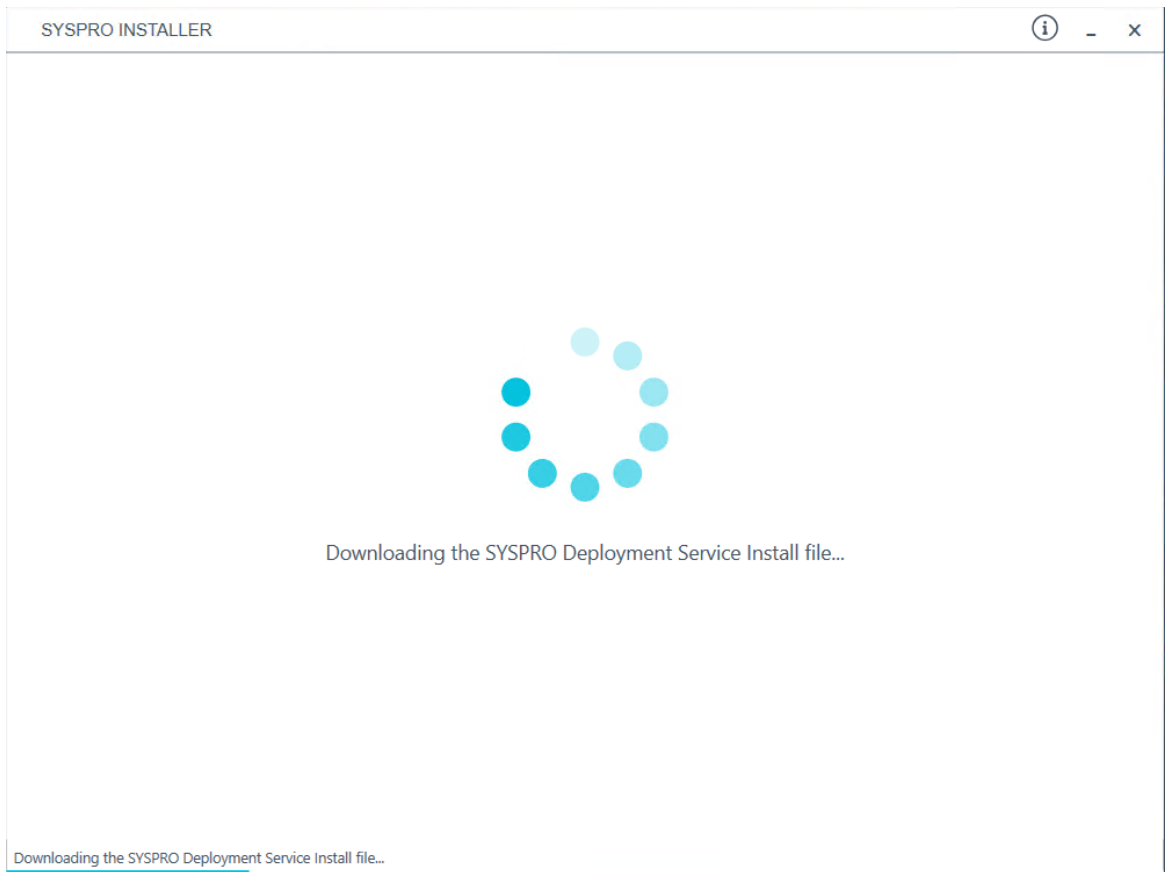 SYSPRO INSTALLER
Downloading the SYSPRO Deployment Service Install file...
Downloading the SYSPRO Deployment Service Install file...